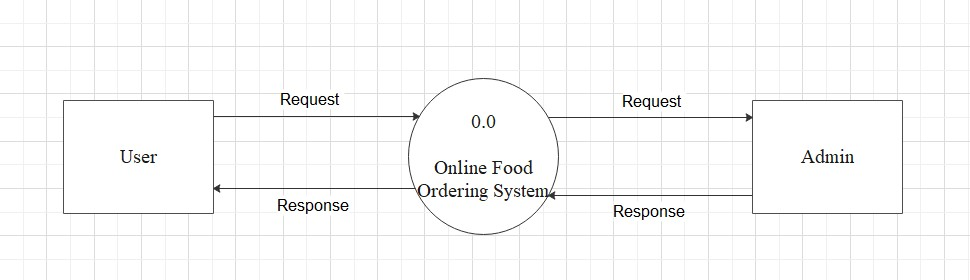 Request
Request
0.0
User
Online Food
Ordering System
Admin
Response
Response